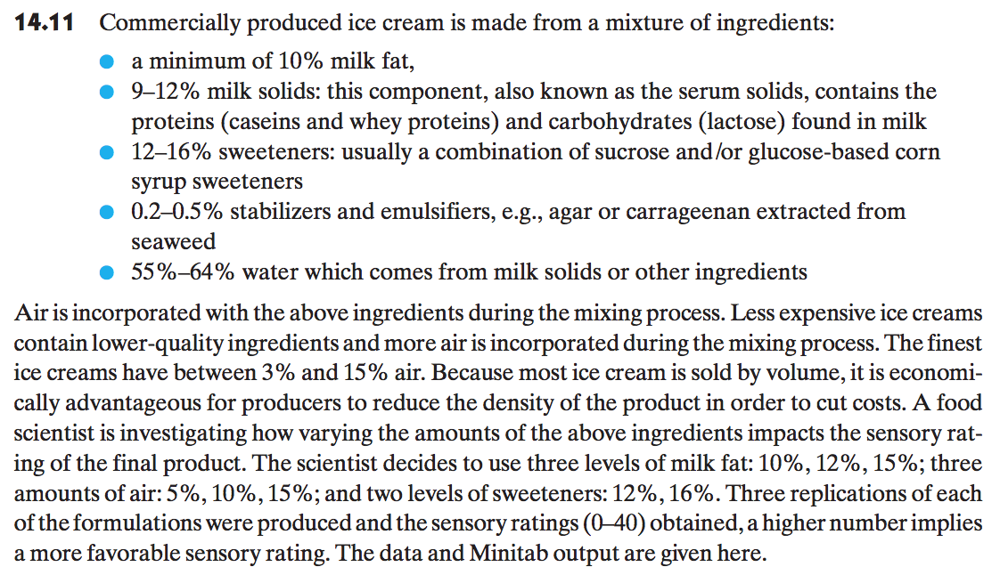 14.11 Commercially produced ice cream is made from a mixture of ingredients:
● a minimum of 10% milk fat,
● 9–12% milk solids: this component, also known as the serum solids, contains the
proteins (caseins and whey proteins) and carbohydrates (lactose) found in milk
● 12–16% sweeteners: usually a combination of sucrose and/or glucose-based corn
syrup sweeteners
● 0.2–0.5% stabilizers and emulsifiers, e.g., agar or carrageenan extracted from
seaweed
● 55%–64% water which comes from milk solids or other ingredients
Air is incorporated with the above ingredients during the mixing process. Less expensive ice creams
contain lower-quality ingredients and more air is incorporated during the mixing process. The finest
ice creams have between 3% and 15% air. Because most ice cream is sold by volume, it is economi-
cally advantageous for producers to reduce the density of the product in order to cut costs. A food
scientist is investigating how varying the amounts of the above ingredients impacts the sensory rat-
ing of the final product. The scientist decides to use three levels of milk fat: 10%, 12%, 15%; three
amounts of air: 5%, 10%, 15%; and two levels of sweeteners: 12%, 16%. Three replications of each
of the formulations were produced and the sensory ratings (0–40) obtained, a higher number implies
a more favorable sensory rating. The data and Minitab output are given here.